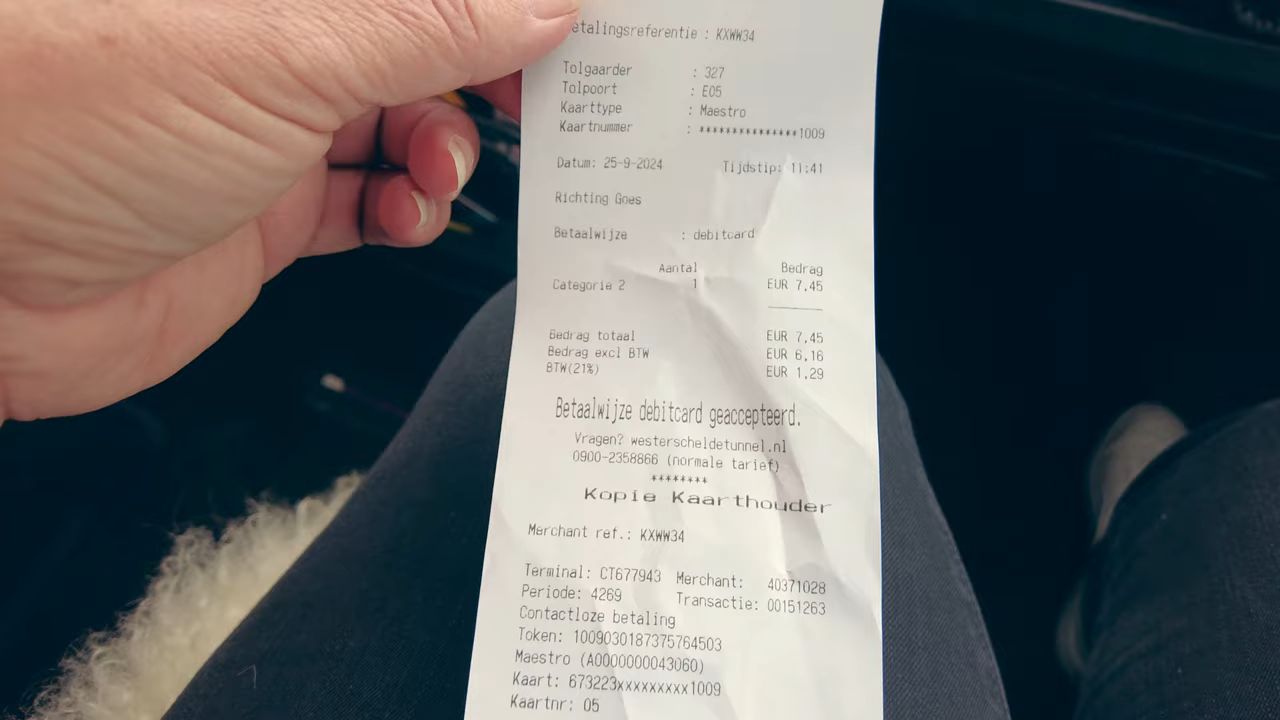 etalingsreferentie : KXWW34
Tolgaarder : 327
Tolpoort : E05
Kaarttype : Maestro
Kaartnummer : ***************1009
Datum: 25-9-2024 Tijdstip: 11:41
Richting Goes
Betaalwijze : debitcard
Aantal Bedrag
Categorie 2 1 EUR 7,45
Bedrag totaal EUR 7,45
Bedrag excl BTW EUR 6,16
BTW(21%) EUR 1,29
Betaalwijze debitcard geaccepteerd.
Vragen? westerscheldetunnel.nl
0900-2358866 (normale tarief)
********
Kopie Kaarthouder
Merchant ref.: KXWW34
Terminal: CT677943 Merchant: 40371028
Periode: 4269 Transactie: 00151263
Contactloze betaling
Token: 1009030187375764503
Maestro (A0000000043060)
Kaart: 673223xxxxxxxxx1009
Kaartnr: 05